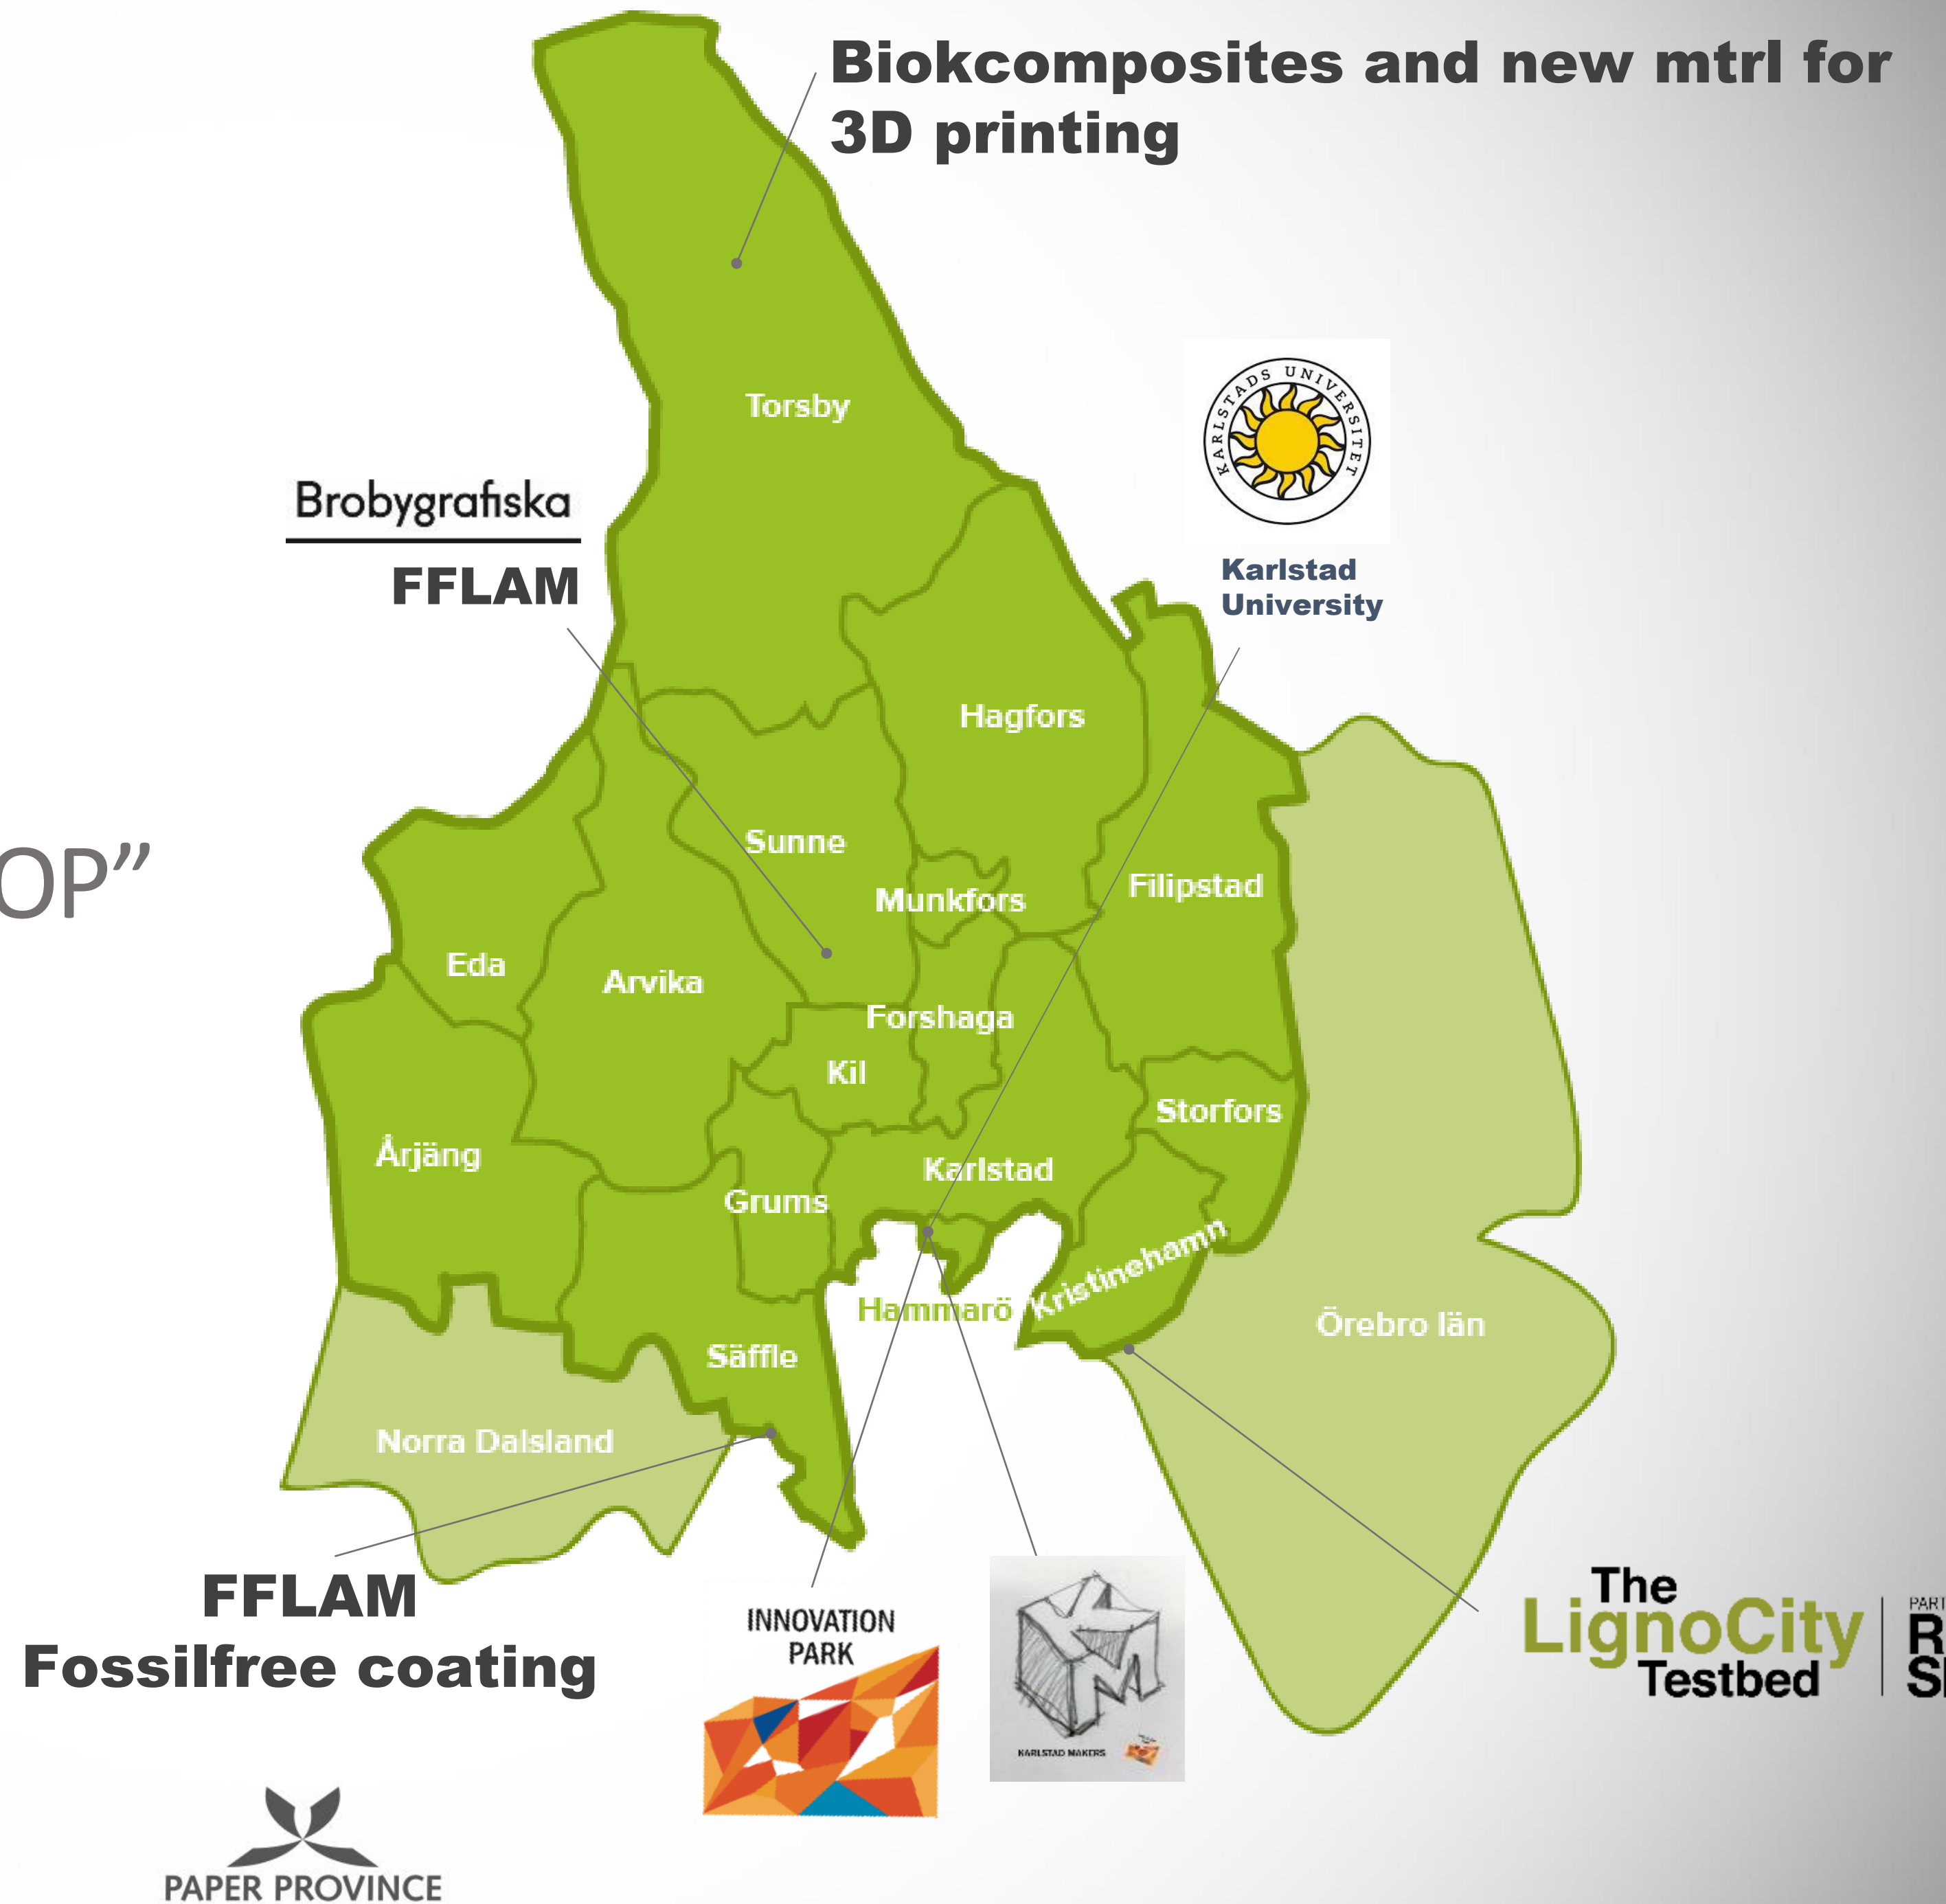 Biokcomposites and new mtrl for
3D printing
KARLSTADS UNIVERSITET
Torsby
Brobygrafiska
FFLAM
Karlstad
University
Hagfors
OP”
Sunne
Munkfors
Filipstad
Eda
Arvika
Forshaga
Kil
Storfors
Årjäng
Karlstad
Grums
Kristinehamn
Hammarö
Örebro län
Säffle
Norra Dalsland
FFLAM
Fossilfree coating
INNOVATION
PARK
KARLSTAD MAKERS
The
LignoCity
Testbed
PAPER PROVINCE